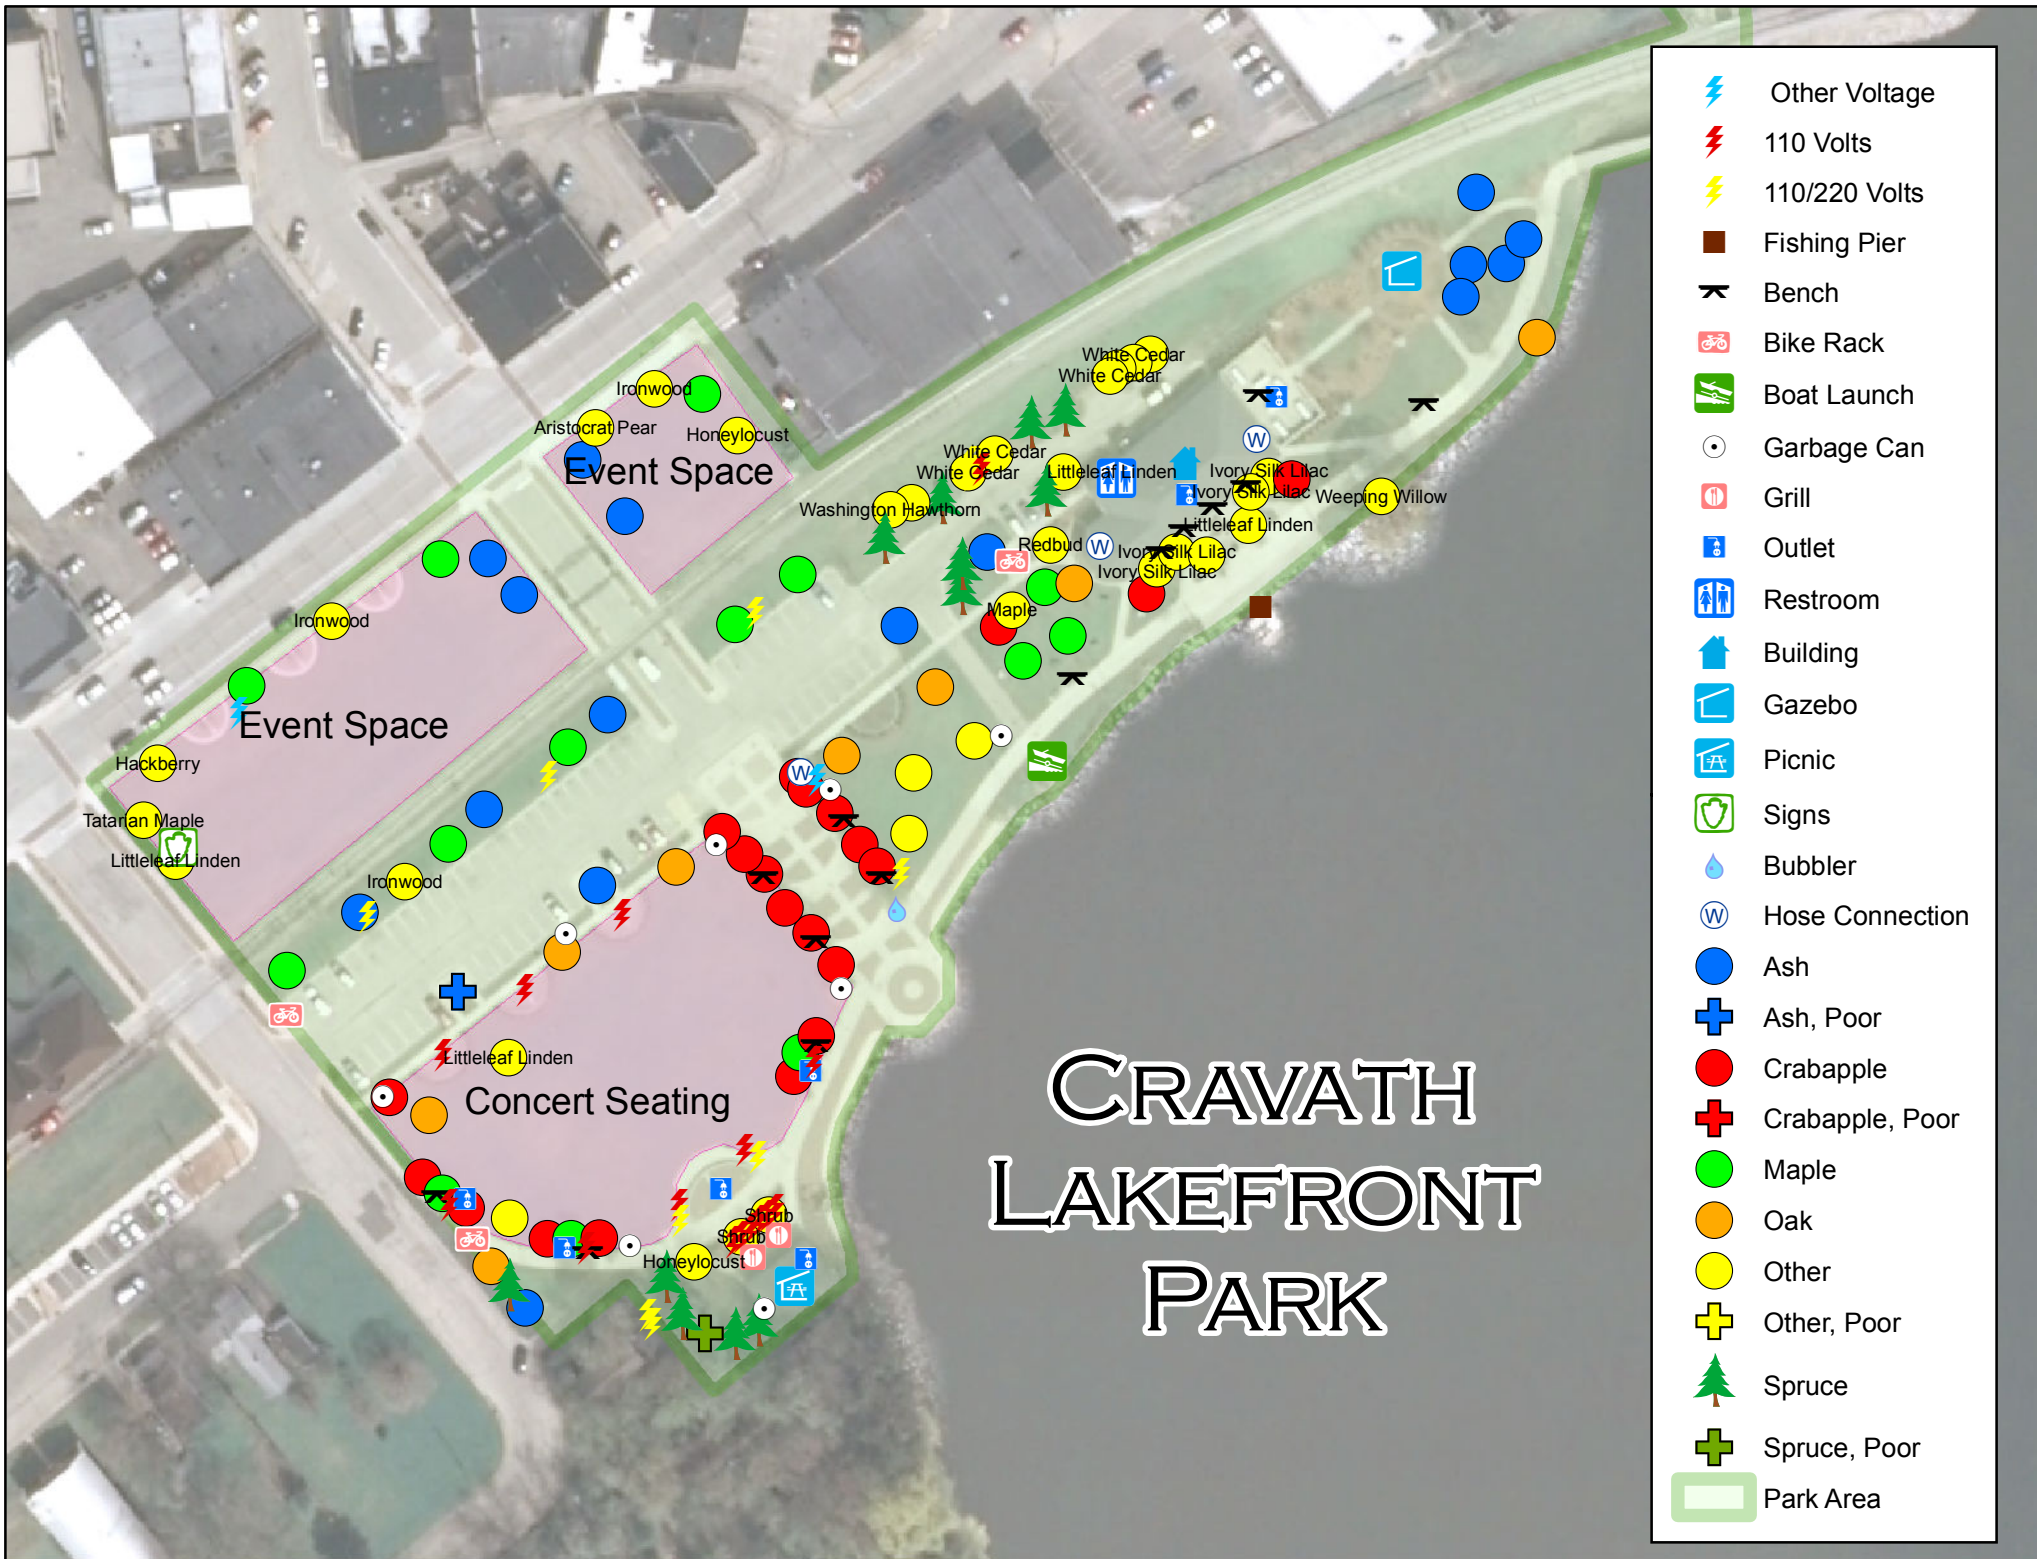 White Cedar
White Cedar
Ironwood
Aristocrat Pear
Honeylocust
Event Space
White Cedar
White Cedar
Littleleaf Linden
Ivory Silk Lilac
Ivory Silk Lilac
Weeping Willow
Washington Hawthorn
Littleleaf Linden
Redbud
W
W
Ivory Silk Lilac
Ivory Silk Lilac
Maple
Ironwood
Event Space
Hackberry
W
Tatarian Maple
Littleleaf Linden
Ironwood
Littleleaf Linden
Concert Seating
Shrub
Shrub
Honeylocust
CRAVATH
LAKEFRONT
PARK
Other Voltage
110 Volts
110/220 Volts
Fishing Pier
Bench
Bike Rack
Boat Launch
Garbage Can
Grill
Outlet
Restroom
Building
Gazebo
Picnic
Signs
Bubbler
W Hose Connection
Ash
Ash, Poor
Crabapple
Crabapple, Poor
Maple
Oak
Other
Other, Poor
Spruce
Spruce, Poor
Park Area